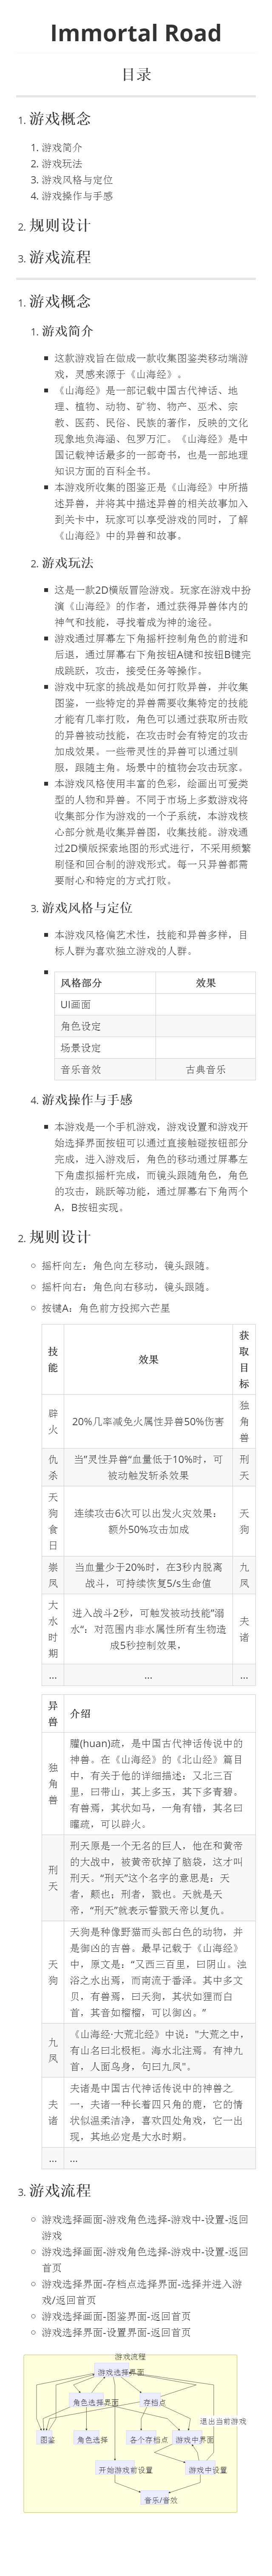 Immortal Road
目录
1. 游戏概念
1. 游戏简介
2. 游戏玩法
3. 游戏风格与定位
4. 游戏操作与手感
2. 规则设计
3. 游戏流程
1. 游戏概念
1. 游戏简介
这款游戏旨在做成一款收集图鉴类移动端游
戏，灵感来源于《山海经》。
《山海经》是一部记载中国古代神话、地
理、植物、动物、矿物、物产、巫术、宗
教、医药、民俗、民族的著作，反映的文化
现象地负海涵、包罗万汇。《山海经》是中
国记载神话最多的一部奇书，也是一部地理
知识方面的百科全书。
本游戏所收集的图鉴正是《山海经》中所描
述异兽，并将其中描述异兽的相关故事加入
到关卡中，玩家可以享受游戏的同时，了解
《山海经》中的异兽和故事。
2. 游戏玩法
这是一款2D横版冒险游戏。玩家在游戏中扮
演《山海经》的作者，通过获得异兽体内的
神气和技能，寻找着成为神的途径。
游戏通过屏幕左下角摇杆控制角色的前进和
后退，通过屏幕右下角按钮A键和按钮B键完
成跳跃，攻击，接受任务等操作。
游戏中玩家的挑战是如何打败异兽，并收集
图鉴，一些特定的异兽需要收集特定的技能
才能有几率打败，角色可以通过获取所击败
的异兽被动技能，在攻击时会有特定的攻击
加成效果。一些带灵性的异兽可以通过驯
服，跟随主角。场景中的植物会攻击玩家。
本游戏风格使用丰富的色彩，绘画出可爱类
型的人物和异兽。不同于市场上多数游戏将
收集部分作为游戏的一个子系统，本游戏核
心部分就是收集异兽图，收集技能。游戏通
过2D横版探索地图的形式进行，不采用频繁
刷怪和回合制的游戏形式。每一只异兽都需
要耐心和特定的方式打败。
3. 游戏风格与定位
本游戏风格偏艺术性，技能和异兽多样，目
标人群为喜欢独立游戏的人群。
风格部分 效果
UI画面
角色设定
场景设定
音乐音效 古典音乐
4. 游戏操作与手感
本游戏是一个手机游戏，游戏设置和游戏开
始选择界面按钮可以通过直接触碰按钮部分
完成，进入游戏后，角色的移动通过屏幕左
下角虚拟摇杆完成，而镜头跟随角色，角色
的攻击，跳跃等功能，通过屏幕右下角两个
A，B按钮实现。
2. 规则设计
摇杆向左：角色向左移动，镜头跟随。
摇杆向右：角色向右移动，镜头跟随。
按键A：角色前方投掷六芒星
技能 效果 获取目标
辟火 20%几率减免火属性异兽50%伤害 独角兽
仇杀 当"灵性异兽"血量低于10%时，可
被动触发斩杀效果 刑天
天狗食日 连续攻击6次可以出发火灾效果：
额外50%攻击加成 天狗
崇凤 当血量少于20%时，在3秒内脱离
战斗，可持续恢复5/s生命值 九凤
大水时期 进入战斗2秒，可触发被动技能"溺
水"：对范围内非水属性所有生物造
成5秒控制效果， 夫诸
... ... ...
异兽 介绍
独角兽 䑏(huan)疏，是中国古代神话传说中的
神兽。在《山海经》的《北山经》篇目
中，有关于他的详细描述：又北三百
里，曰带山，其上多玉，其下多青碧。
有兽焉，其状如马，一角有错，其名曰
䑏疏，可以辟火。
刑天 刑天原是一个无名的巨人，他在和黄帝
的大战中，被黄帝砍掉了脑袋，这才叫
刑天。“刑天”这个名字的意思是：天
者，颠也；刑者，戮也。天就是天
帝，“刑天”就表示誓戮天帝以复仇。
天狗 天狗是种像野猫而头部白色的动物，并
是御凶的吉兽。最早记载于《山海经》
中，原文是：“又西三百里，曰阴山。浊
浴之水出焉，而南流于番泽。其中多文
贝，有兽焉，曰天狗，其状如狸而白
首，其音如榴榴，可以御凶。”
九凤 《山海经·大荒北经》中说："大荒之中，
有山名曰北极柜。海水北注焉。有神九
首，人面鸟身，句曰九凤"。
夫诸 夫诸是中国古代神话传说中的神兽之
一，夫诸一种长着四只角的鹿，它的情
状似温柔洁净，喜欢四处角戏，它一出
现，其地必定是大水时期。
... ...
3. 游戏流程
游戏选择画面-游戏角色选择-游戏中-设置-返回
游戏
游戏选择画面-游戏角色选择-游戏中-设置-返回
首页
游戏选择界面-存档点选择界面-选择并进入游
戏/返回首页
游戏选择画面-图鉴界面-返回首页
游戏选择界面-设置界面-返回首页
游戏流程
游戏选择界面
角色选择界面 存档点
退出当前游戏
图鉴 角色选择 各个存档点 游戏中界面
开始游戏前设置 游戏中设置
音乐/音效